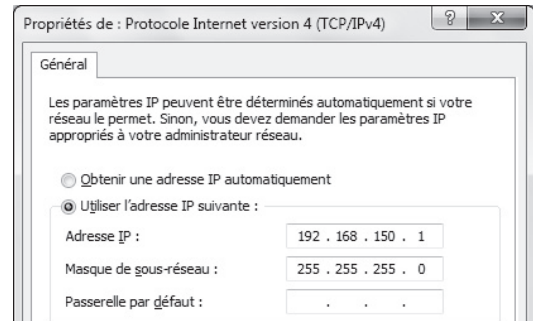 Propriétés de : Protocole Internet version 4 (TCP/IPv4)
Général
Les paramètres IP peuvent être déterminés automatiquement si votre
réseau le permet. Sinon, vous devez demander les paramètres IP
appropriés à votre administrateur réseau.
Obtenir une adresse IP automatiquement
Utiliser l'adresse IP suivante :
Adresse IP : 192 . 168 . 150 . 1
Masque de sous-réseau : 255 . 255 . 255 . 0
Passerelle par défaut : . . .